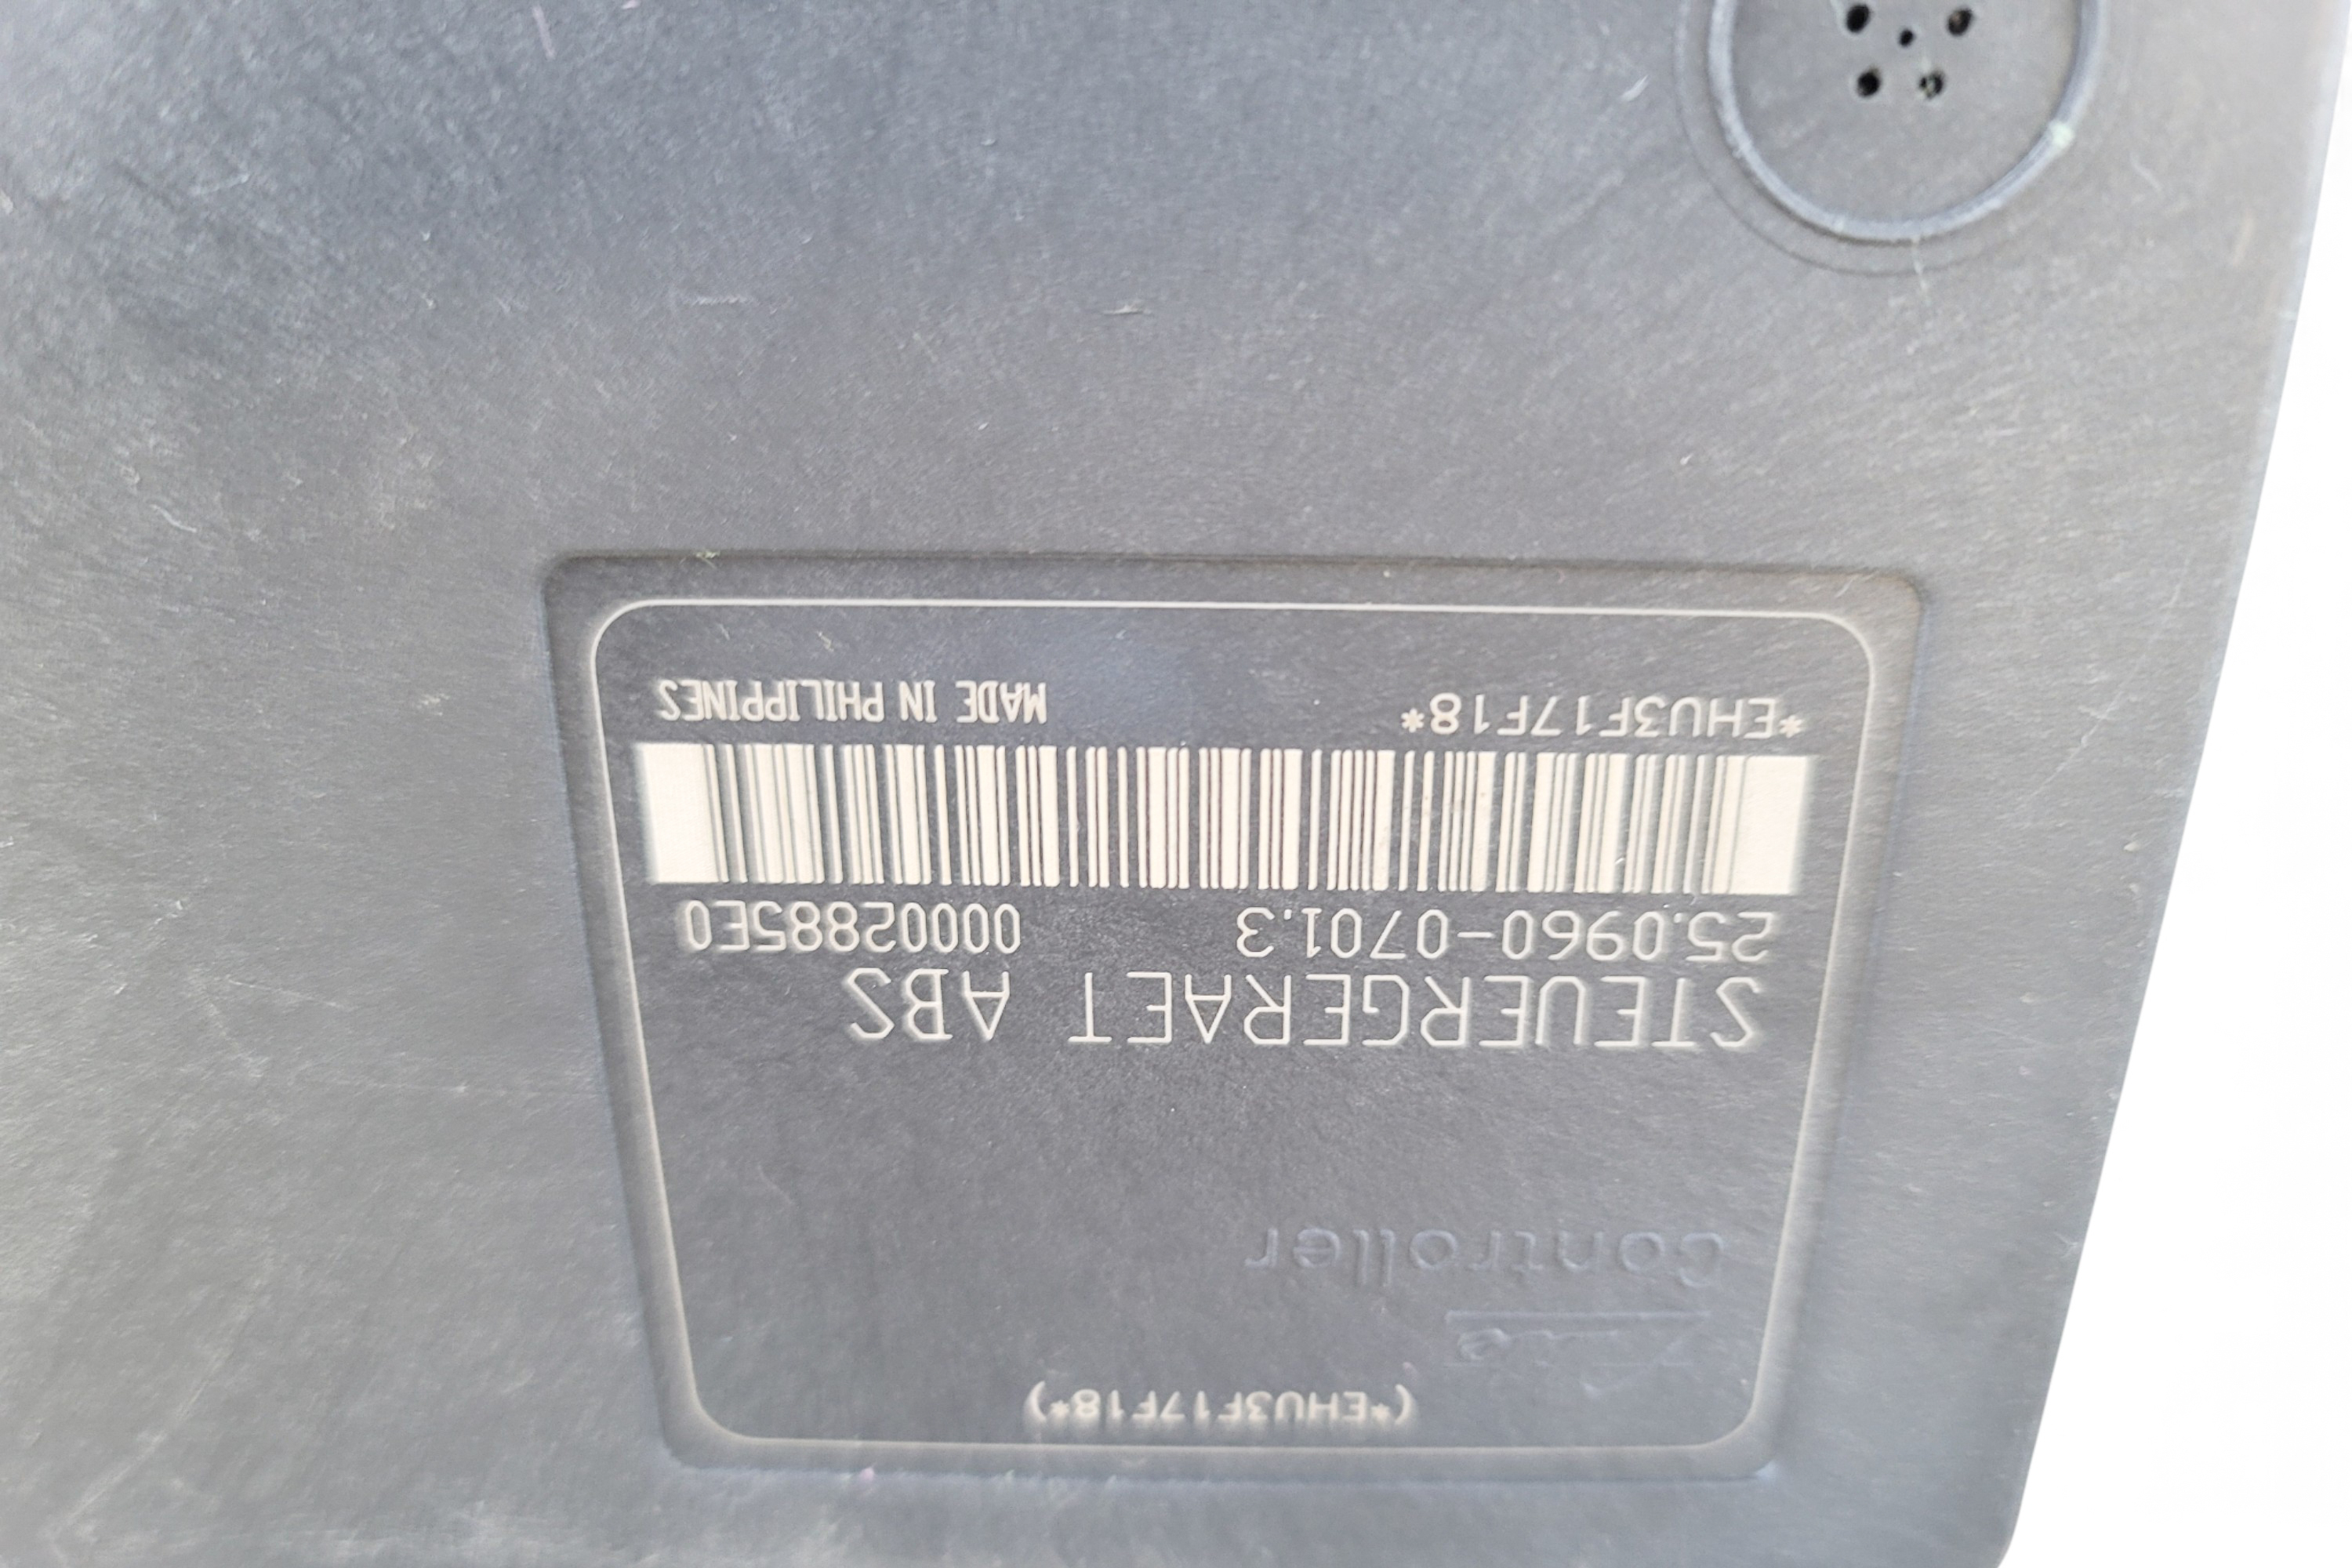 (*EHU3F17F18*)
Controller
STEUERGERAET ABS
25.0960-0701.3 00002885E0
*EHU3F17F18* MADE IN PHILIPPINES